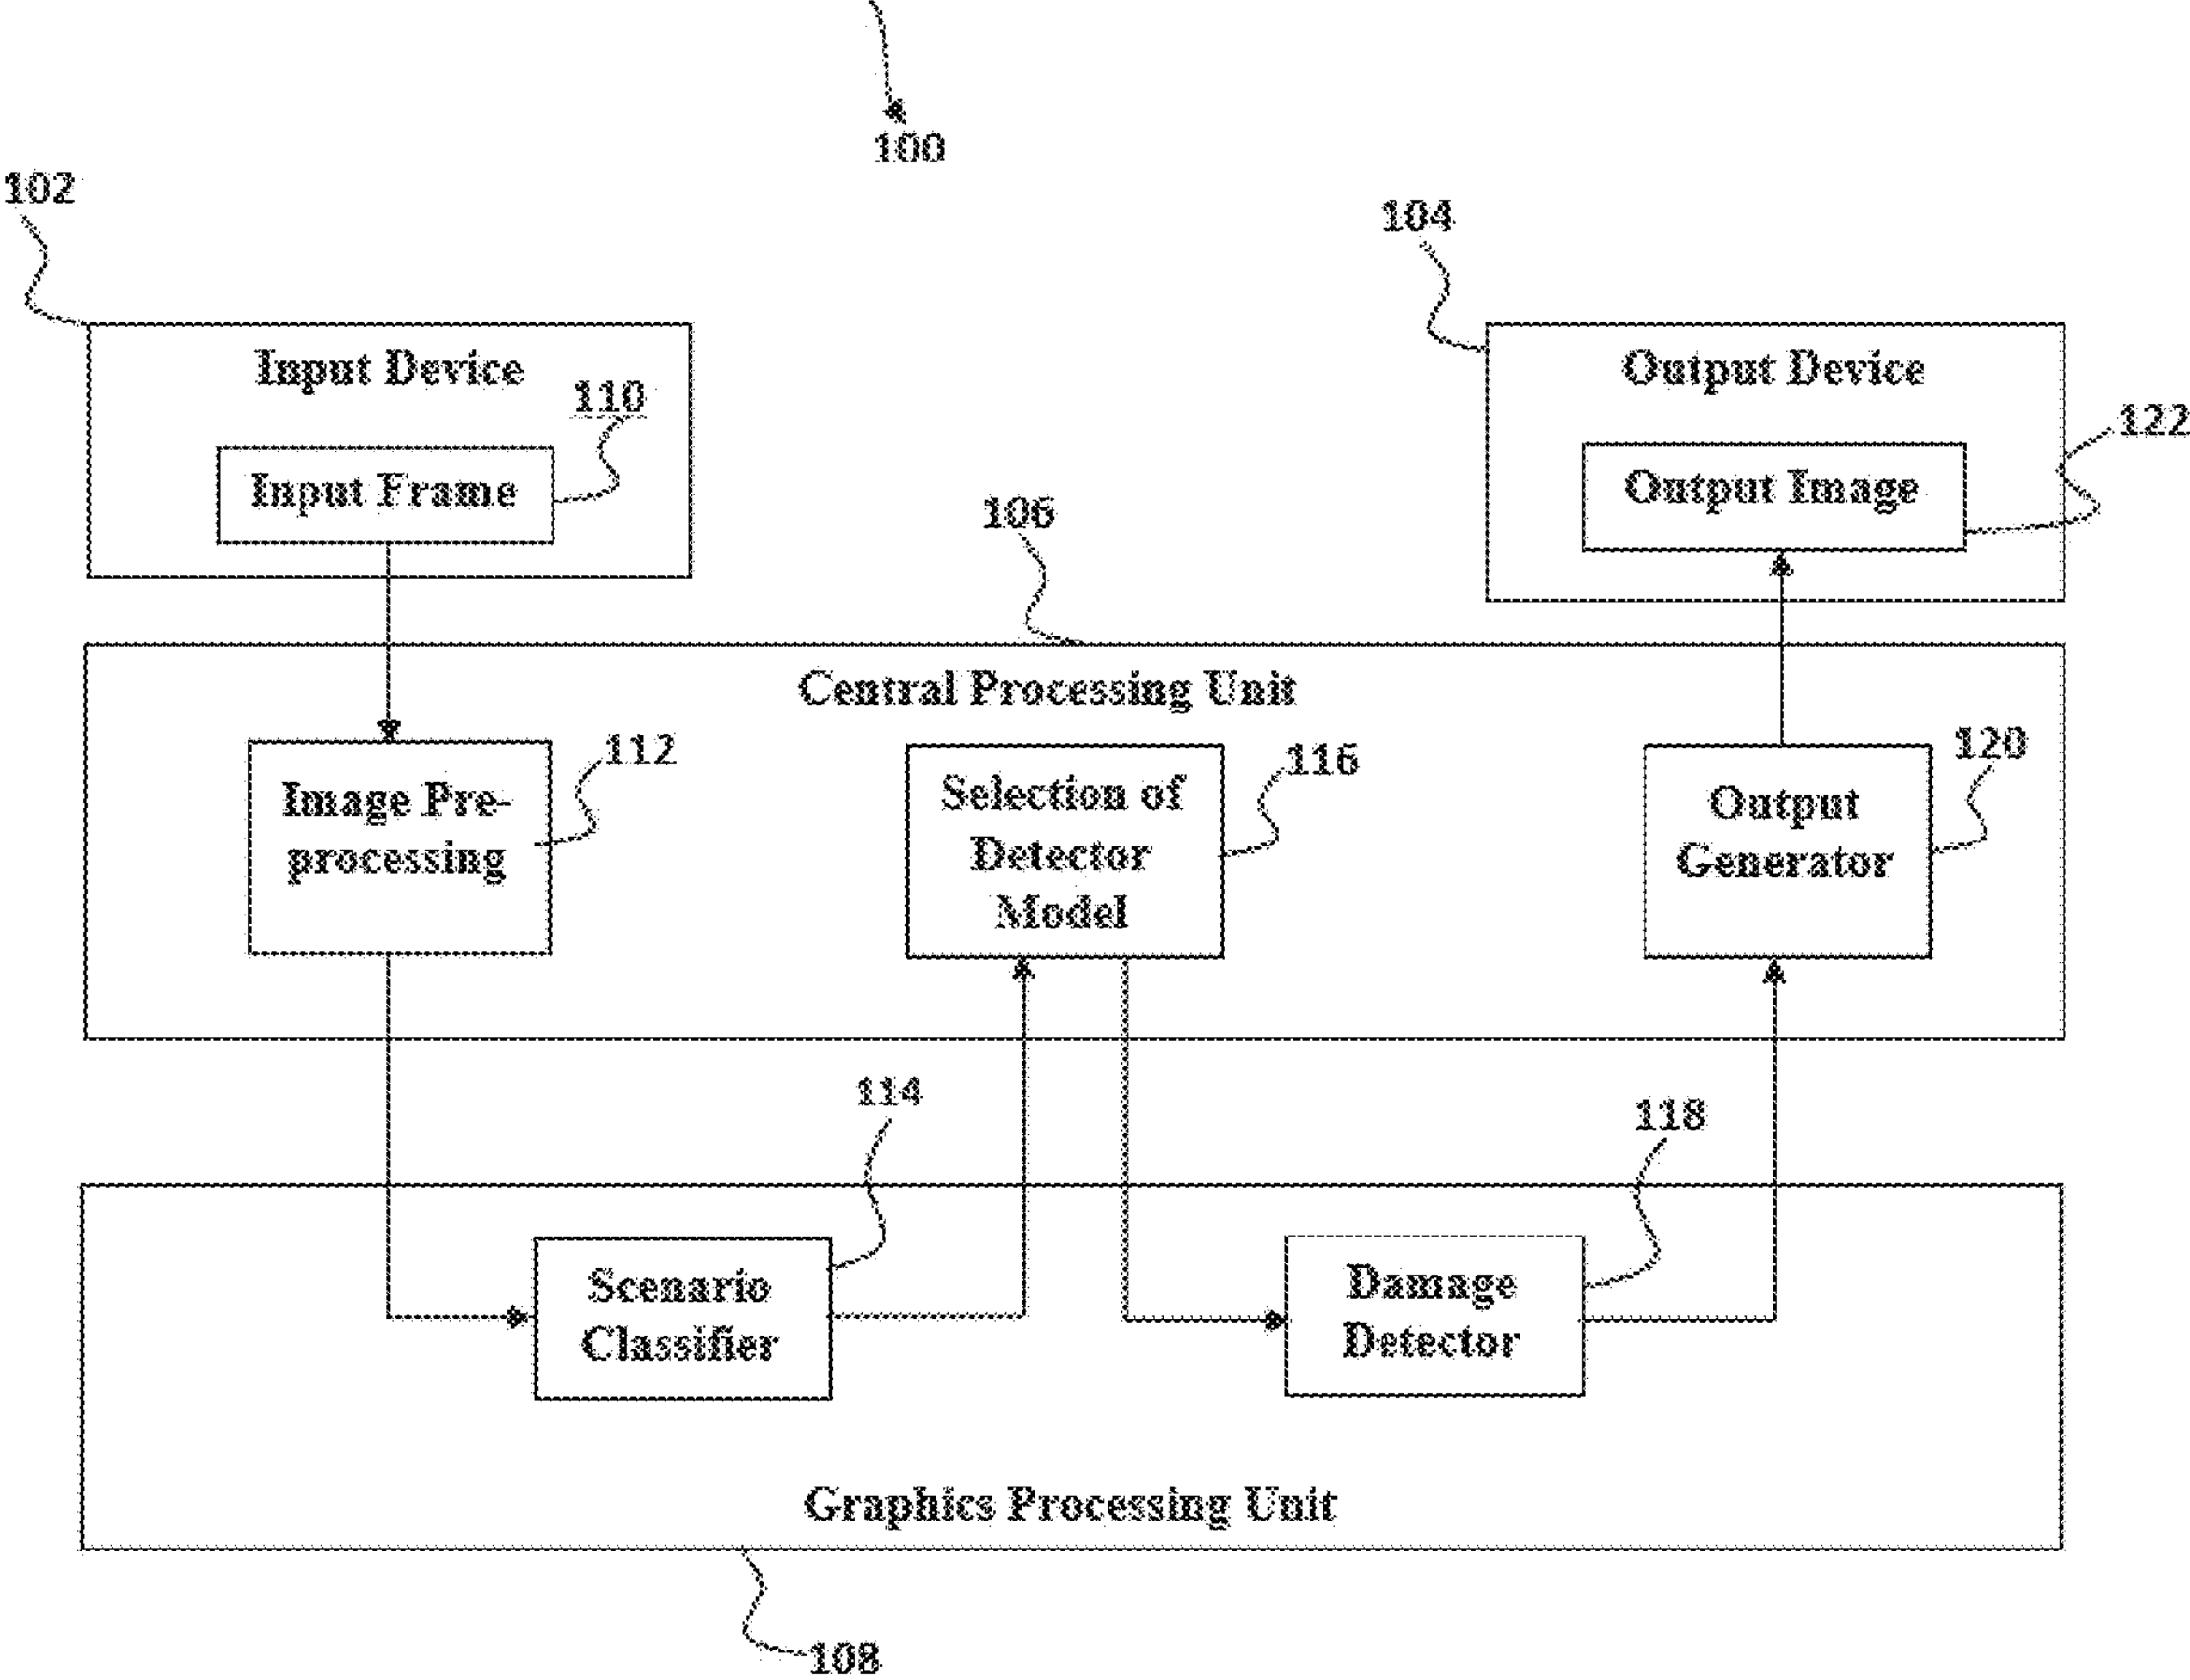 100
102
104
Input Device
110
Input Frame
Output Device
122
Output Image
106
Central Processing Unit
112
Image Pre-
processing
116
Selection of
Detector
Model
120
Output
Generator
114
118
Scenario
Classifier
Damage
Detector
Graphics Processing Unit
108